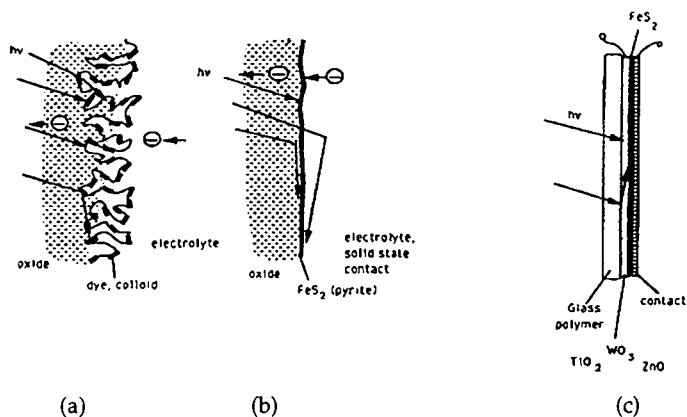 hν
⊖
⊖
electrolyte
oxide
dye, colloid
(a)
hν
⊖
⊖
electrolyte,
solid state
contact
oxide
FeS2 (pyrite)
(b)
FeS2
hν
Glass
polymer
contact
TiO2 WO3 ZnO
(c)